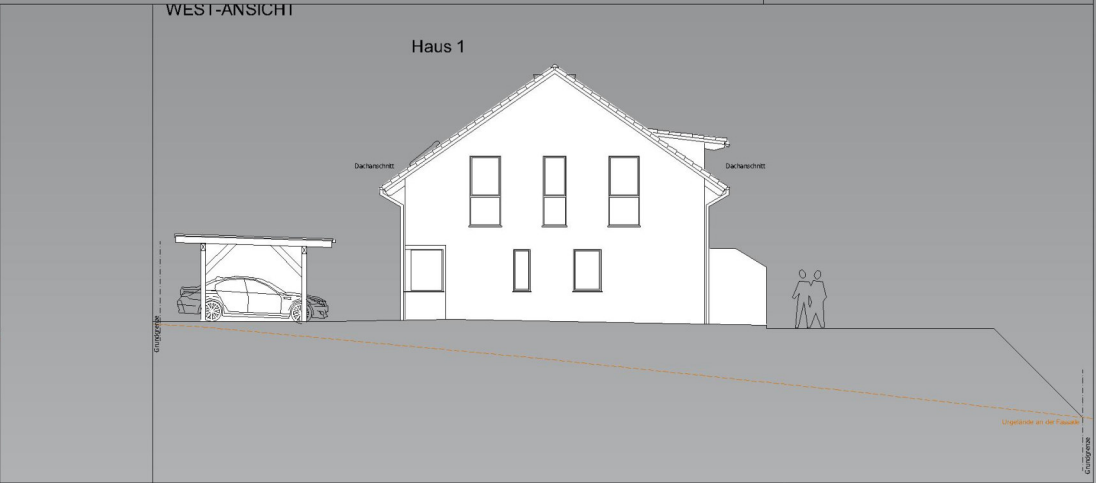 WEST-ANSICHT
Haus 1
Dachanschnitt
Dachanschnitt
Grundgrenze
Urgelände an der Fassade
Grundgrenze